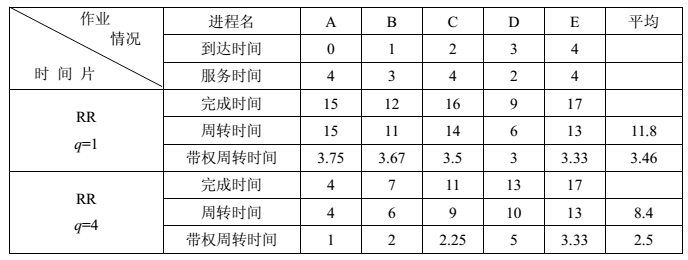 作业 进程名 A B C D E 平均
情况
到达时间 0 1 2 3 4
时 间 片 服务时间 4 3 4 2 4
完成时间 15 12 16 9 17
RR
周转时间 15 11 14 6 13 11.8
q=1
带权周转时间 3.75 3.67 3.5 3 3.33 3.46
完成时间 4 7 11 13 17
RR
周转时间 4 6 9 10 13 8.4
q=4
带权周转时间 1 2 2.25 5 3.33 2.5